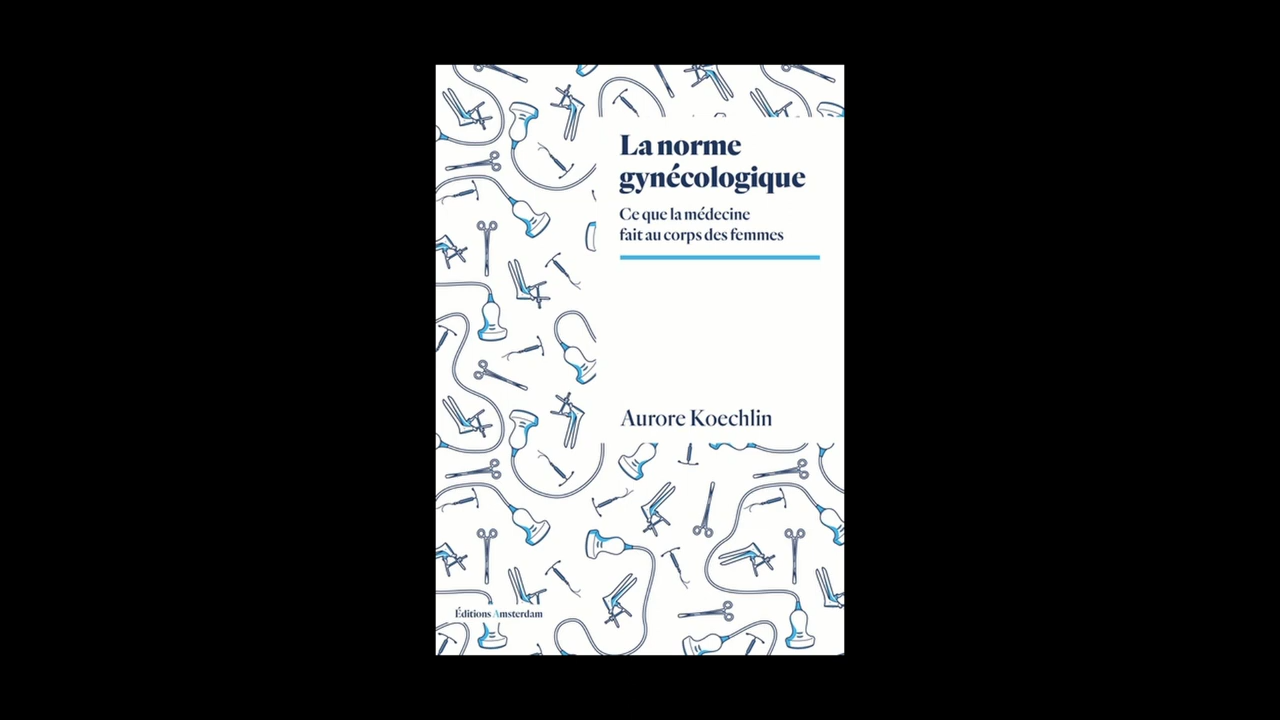 La norme
gynécologique
Ce que la médecine
fait au corps des femmes
Aurore Koechlin
Éditions Amsterdam